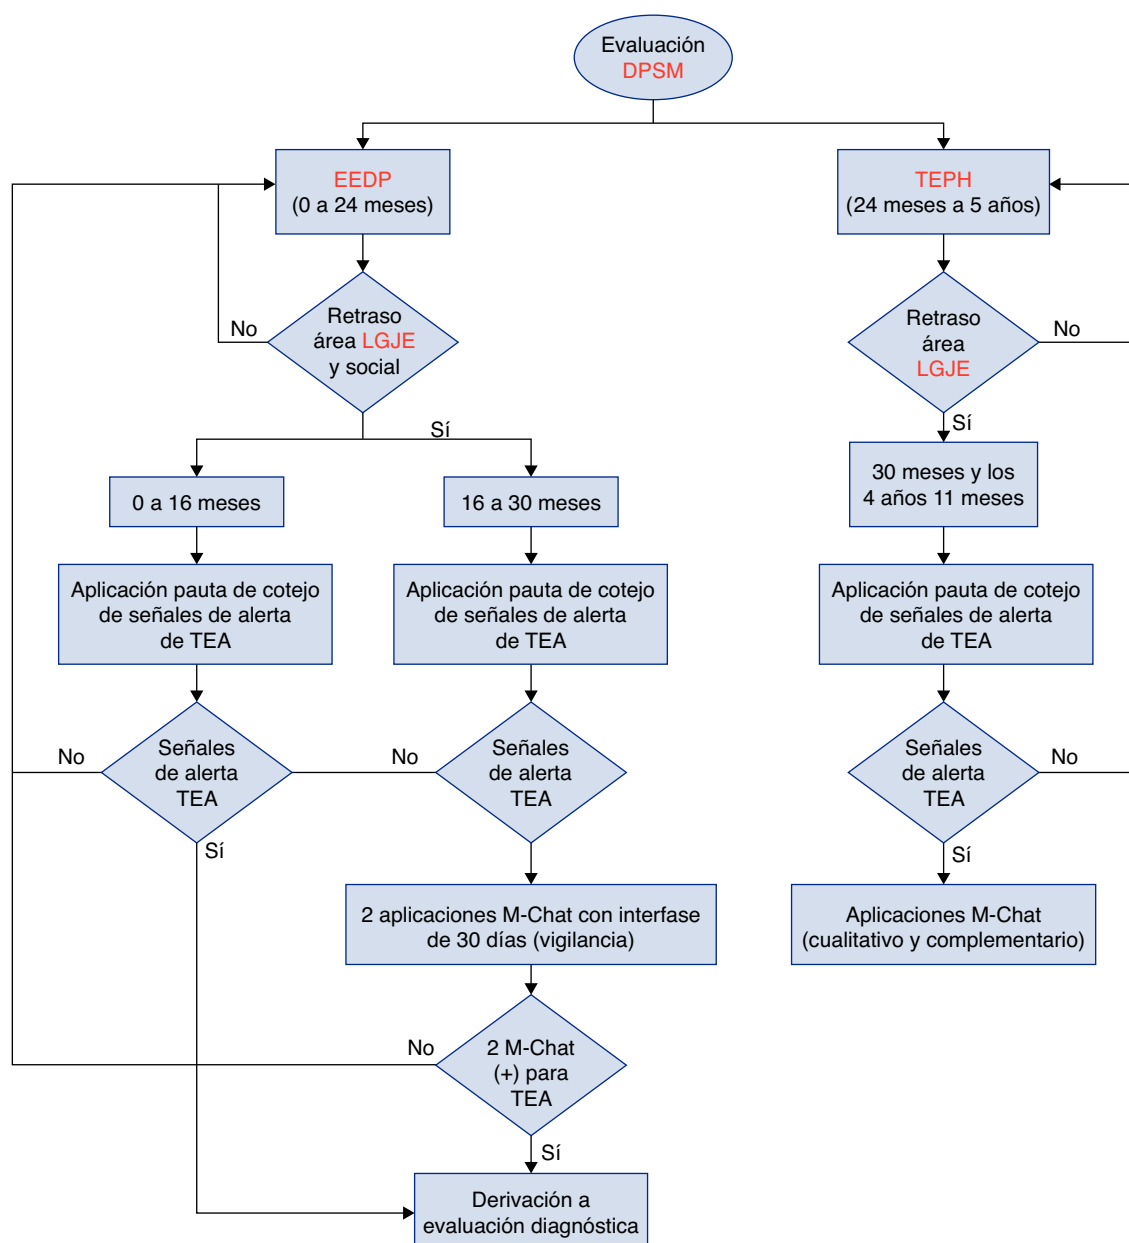 Evaluación
DPSM
EEDP
(0 a 24 meses)
TEPH
(24 meses a 5 años)
Retraso
área LGJE
y social
No
Sí
Retraso
área
LGJE
No
Sí
0 a 16 meses
16 a 30 meses
30 meses y los
4 años 11 meses
Aplicación pauta de cotejo
de señales de alerta
de TEA
Aplicación pauta de cotejo
de señales de alerta
de TEA
Aplicación pauta de cotejo
de señales de alerta
de TEA
No
Señales
de alerta
TEA
Sí
No
Señales
de alerta
TEA
Señales
de alerta
TEA
No
Sí
2 aplicaciones M-Chat con interfase
de 30 días (vigilancia)
Aplicaciones M-Chat
(cualitativo y complementario)
No
2 M-Chat
(+) para
TEA
Sí
Derivación a
evaluación diagnóstica